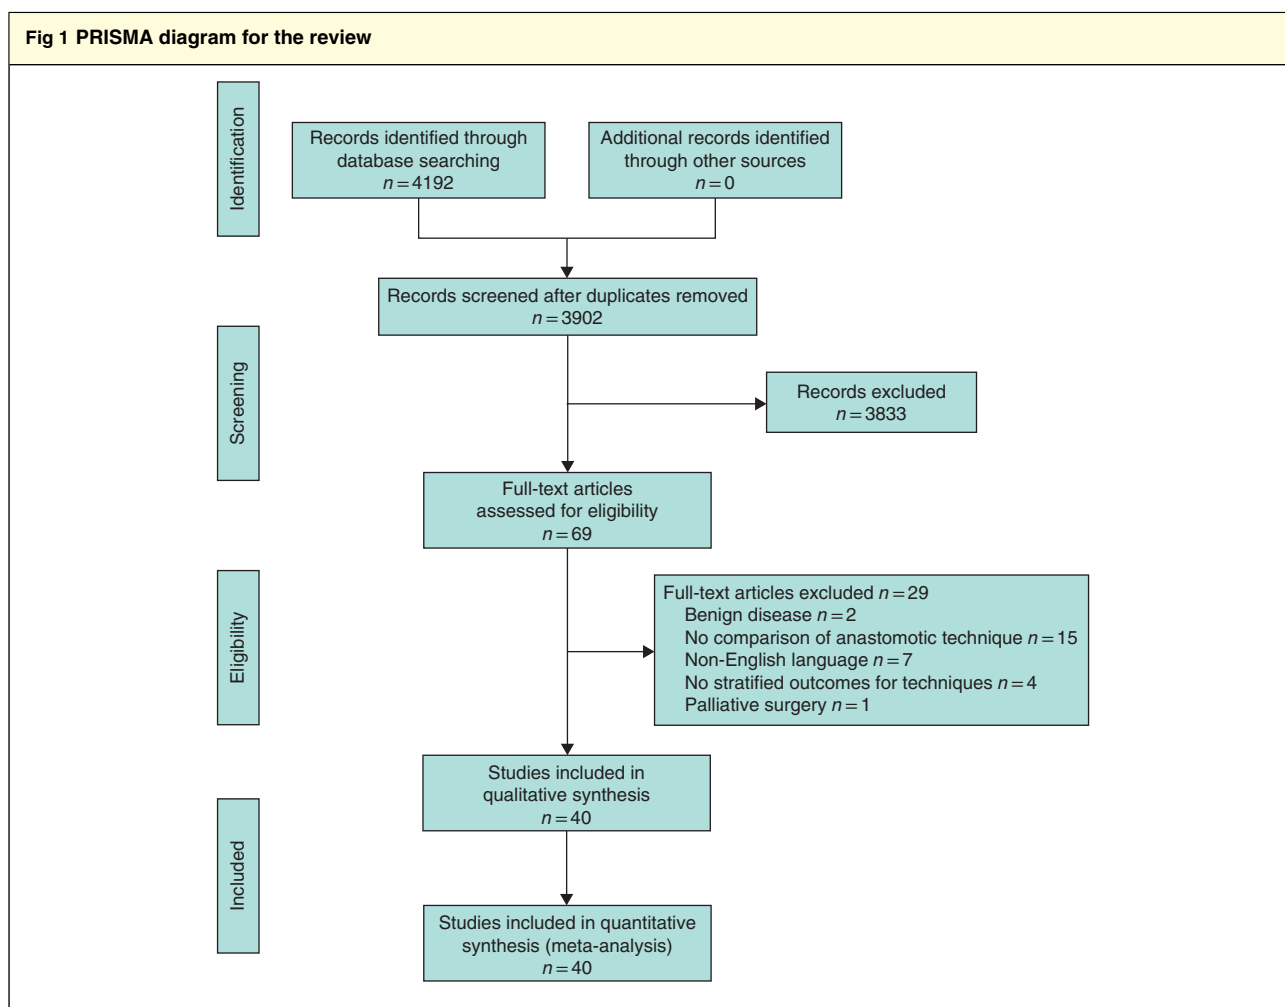 Fig 1 PRISMA diagram for the review
Identification
Records identified through
database searching
n = 4192
Additional records identified
through other sources
n = 0
Records screened after duplicates removed
n = 3902
Screening
Records excluded
n = 3833
Full-text articles
assessed for eligibility
n = 69
Eligibility
Full-text articles excluded n = 29
Benign disease n = 2
No comparison of anastomotic technique n = 15
Non-English language n = 7
No stratified outcomes for techniques n = 4
Palliative surgery n = 1
Studies included in
qualitative synthesis
n = 40
Included
Studies included in quantitative
synthesis (meta-analysis)
n = 40